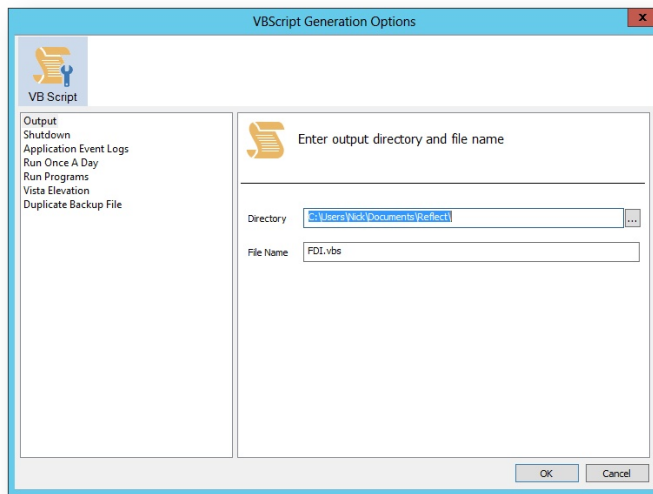 VBScript Generation Options
x
VB Script
Output
Shutdown
Application Event Logs
Run Once A Day
Run Programs
Vista Elevation
Duplicate Backup File
Enter output directory and file name
Directory
C:\Users\Nick\Documents\Reflect\
...
File Name
FDI.vbs
OK
Cancel